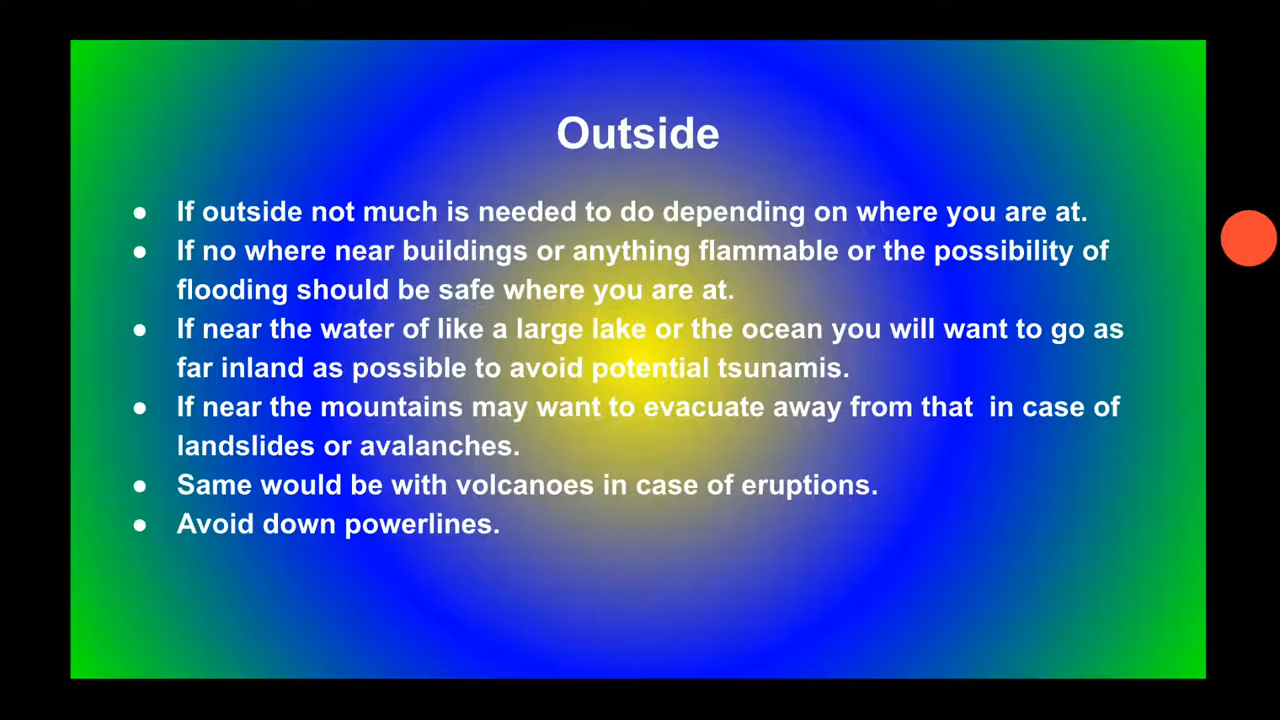 Outside
● If outside not much is needed to do depending on where you are at.
● If no where near buildings or anything flammable or the possibility of
flooding should be safe where you are at.
● If near the water of like a large lake or the ocean you will want to go as
far inland as possible to avoid potential tsunamis.
● If near the mountains may want to evacuate away from that  in case of
landslides or avalanches.
● Same would be with volcanoes in case of eruptions.
● Avoid down powerlines.